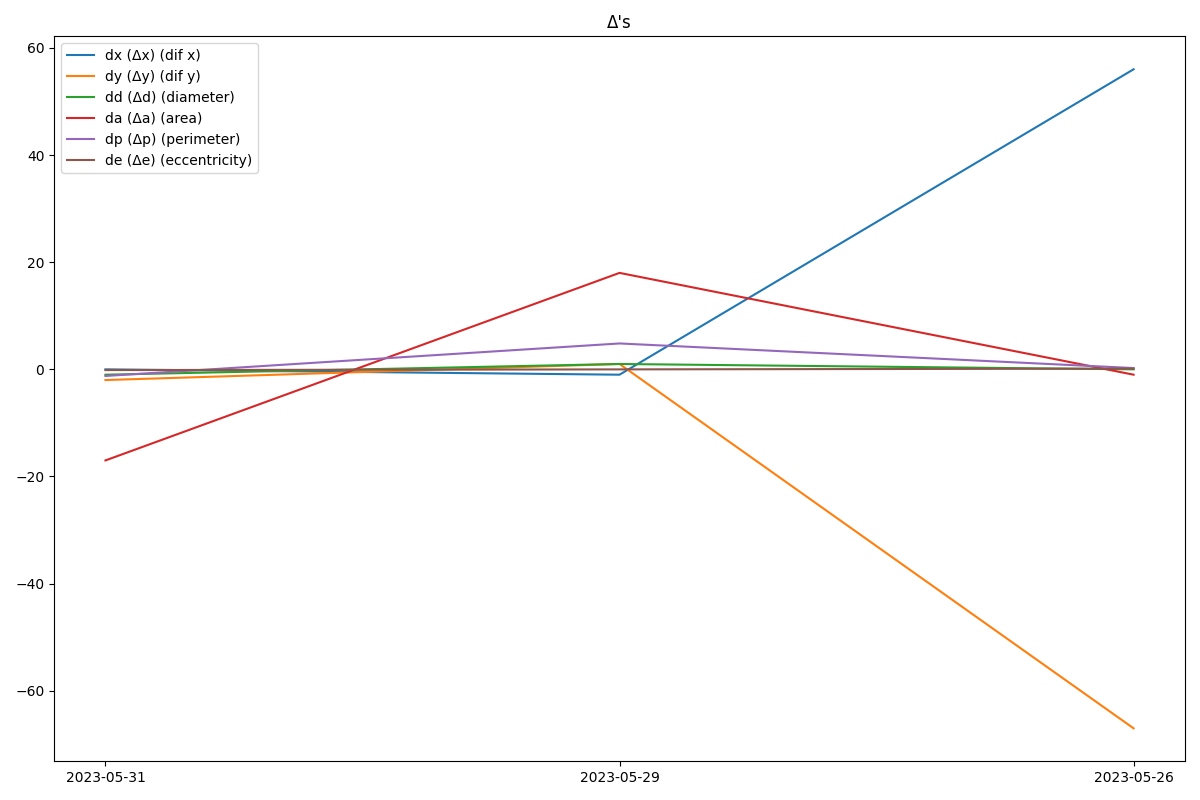 Δ's
dx (Δx) (dif x)
dy (Δy) (dif y)
dd (Δd) (diameter)
da (Δa) (area)
dp (Δp) (perimeter)
de (Δe) (eccentricity)
60
40
20
0
−20
−40
−60
2023-05-31
2023-05-29
2023-05-26